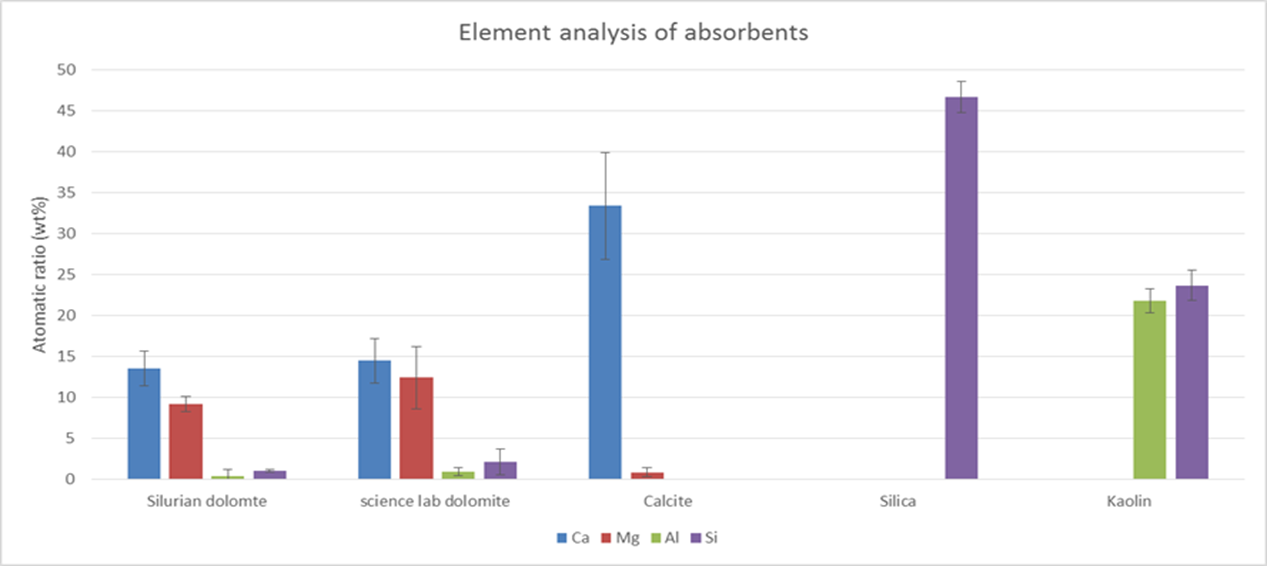 Element analysis of absorbents
Atomatic ratio (wt%)
50
45
40
35
30
25
20
15
10
5
0
Silurian dolomte science lab dolomite Calcite Silica Kaolin
Ca Mg Al Si